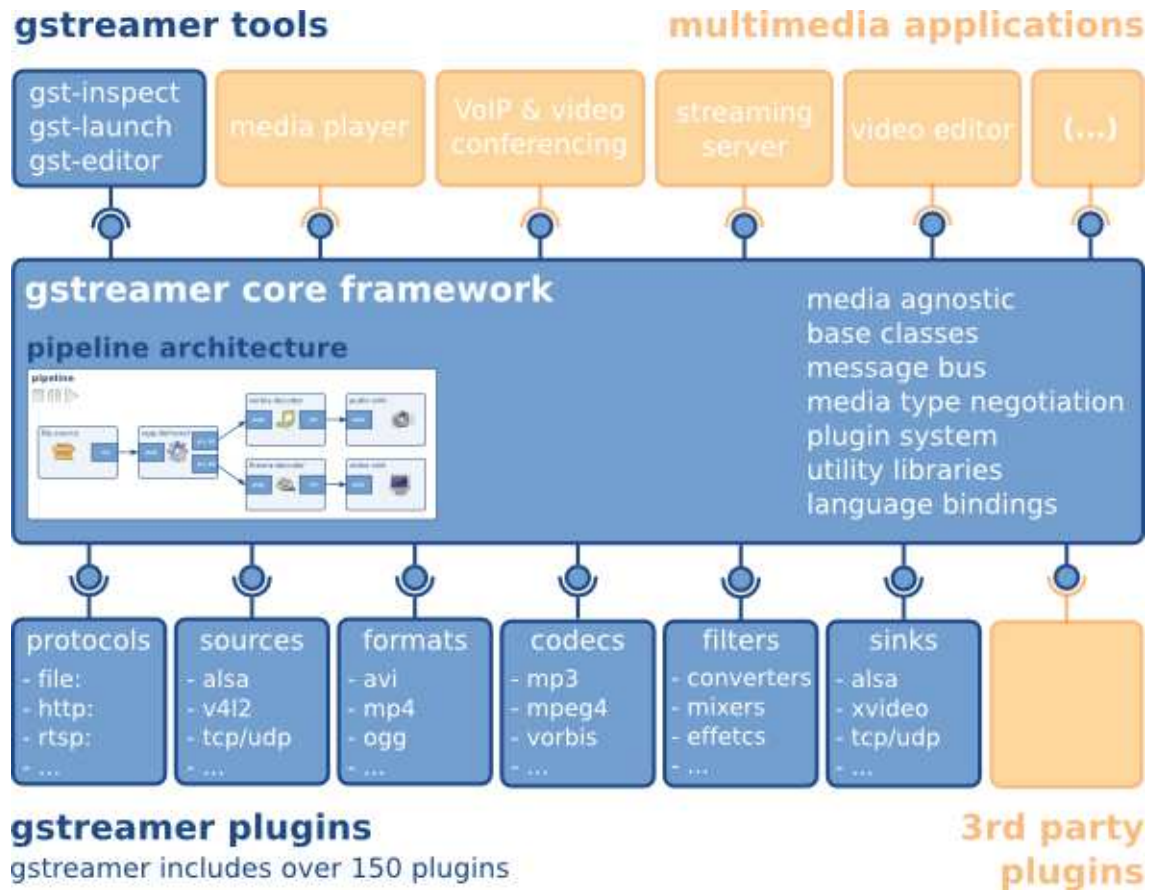 gstreamer tools
multimedia applications
gst-inspect
gst-launch
gst-editor
media player
VoIP & video
conferencing
streaming
server
video editor
(...)
gstreamer core framework
media agnostic
base classes
message bus
media type negotiation
plugin system
utility libraries
language bindings
pipeline architecture
pipeline
protocols
- file:
- http:
- rtsp:
- ...
sources
- alsa
- v4l2
- tcp/udp
- ...
formats
- avi
- mp4
- ogg
- ...
codecs
- mp3
- mpeg4
- vorbis
- ...
filters
- converters
- mixers
- effetcs
- ...
sinks
- alsa
- xvideo
- tcp/udp
- ...
gstreamer plugins
gstreamer includes over 150 plugins
3rd party
plugins